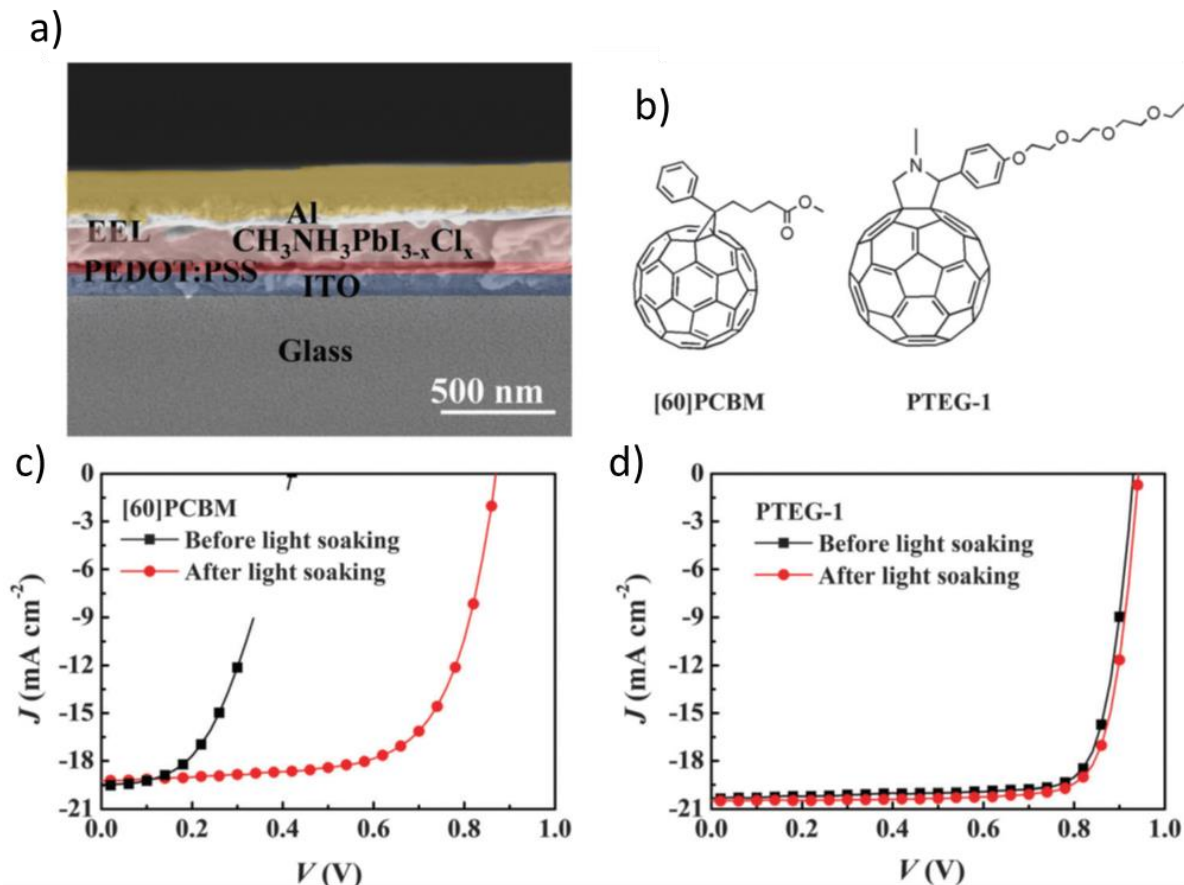 a)
Al
EEL
CH₃NH₃PbI₃₋ₓClₓ
PEDOT:PSS
ITO
Glass
500 nm
b)
N
O
O
O
O
O
O
[60]PCBM
PTEG-1
c)
[60]PCBM
Before light soaking
After light soaking
0
-3
-6
-9
-12
-15
-18
-21
J (mA cm⁻²)
0.0 0.2 0.4 0.6 0.8 1.0
V (V)
d)
PTEG-1
Before light soaking
After light soaking
0
-3
-6
-9
-12
-15
-18
-21
J (mA cm⁻²)
0.0 0.2 0.4 0.6 0.8 1.0
V (V)